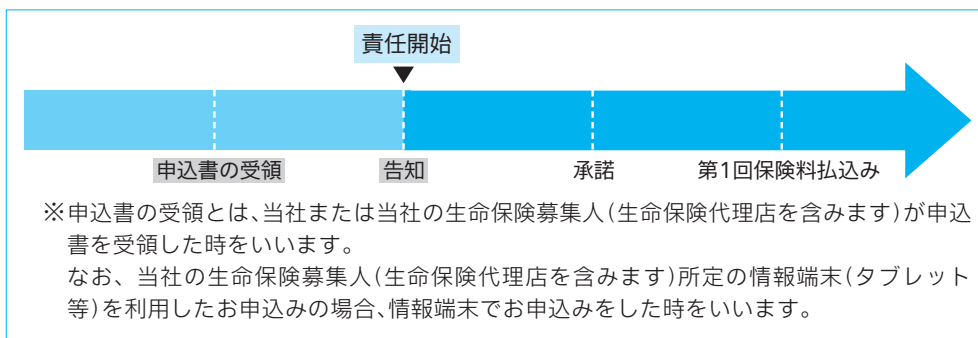 責任開始
申込書の受領
告知
承諾
第1回保険料払込み
※申込書の受領とは、当社または当社の生命保険募集人(生命保険代理店を含みます)が申込
書を受領した時をいいます。
なお、当社の生命保険募集人(生命保険代理店を含みます)所定の情報端末(タブレット
等)を利用したお申込みの場合、情報端末でお申込みをした時をいいます。